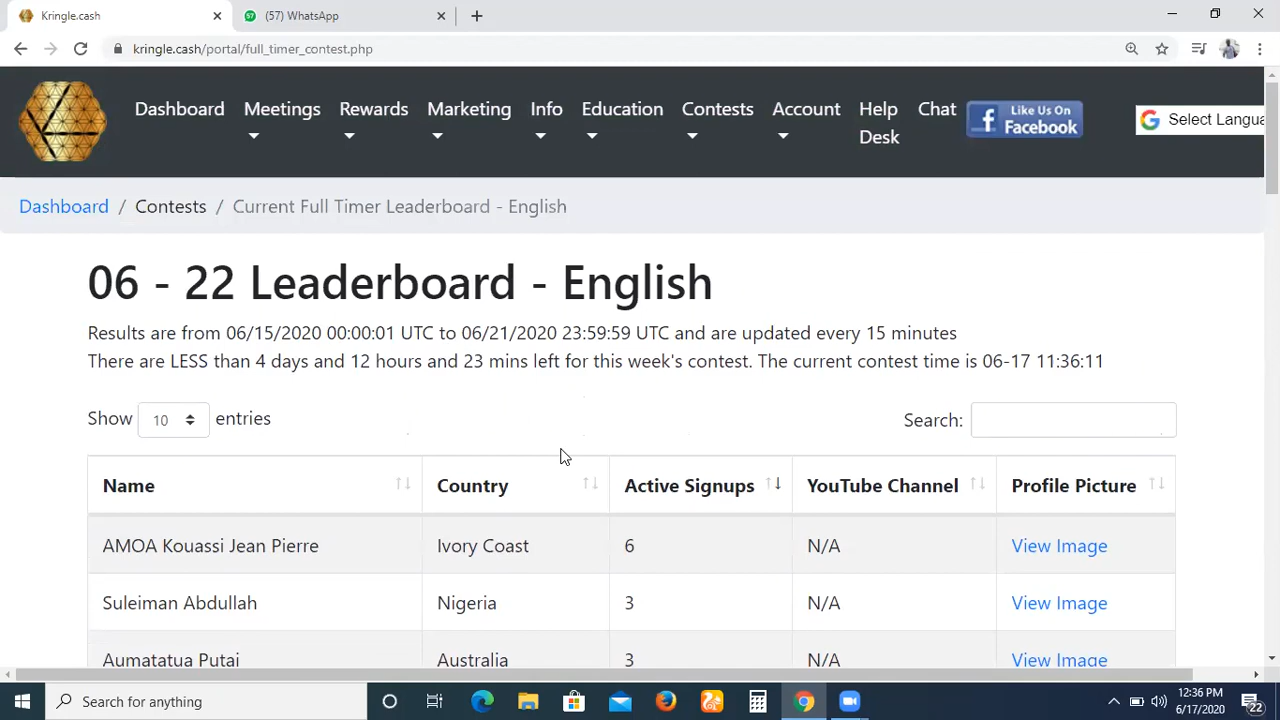 Kringle.cash
(57) WhatsApp
kringle.cash/portal/full_timer_contest.php
Dashboard Meetings Rewards Marketing Info Education Contests Account Help Desk Chat
Like Us On
Facebook
Select Langua
Dashboard / Contests / Current Full Timer Leaderboard - English
06 - 22 Leaderboard - English
Results are from 06/15/2020 00:00:01 UTC to 06/21/2020 23:59:59 UTC and are updated every 15 minutes
There are LESS than 4 days and 12 hours and 23 mins left for this week's contest. The current contest time is 06-17 11:36:11
Show 10 entries Search:
Name Country Active Signups YouTube Channel Profile Picture
AMOA Kouassi Jean Pierre Ivory Coast 6 N/A View Image
Suleiman Abdullah Nigeria 3 N/A View Image
Aumatatua Putai Australia 3 N/A View Image
Search for anything
12:36 PM
6/17/2020
22